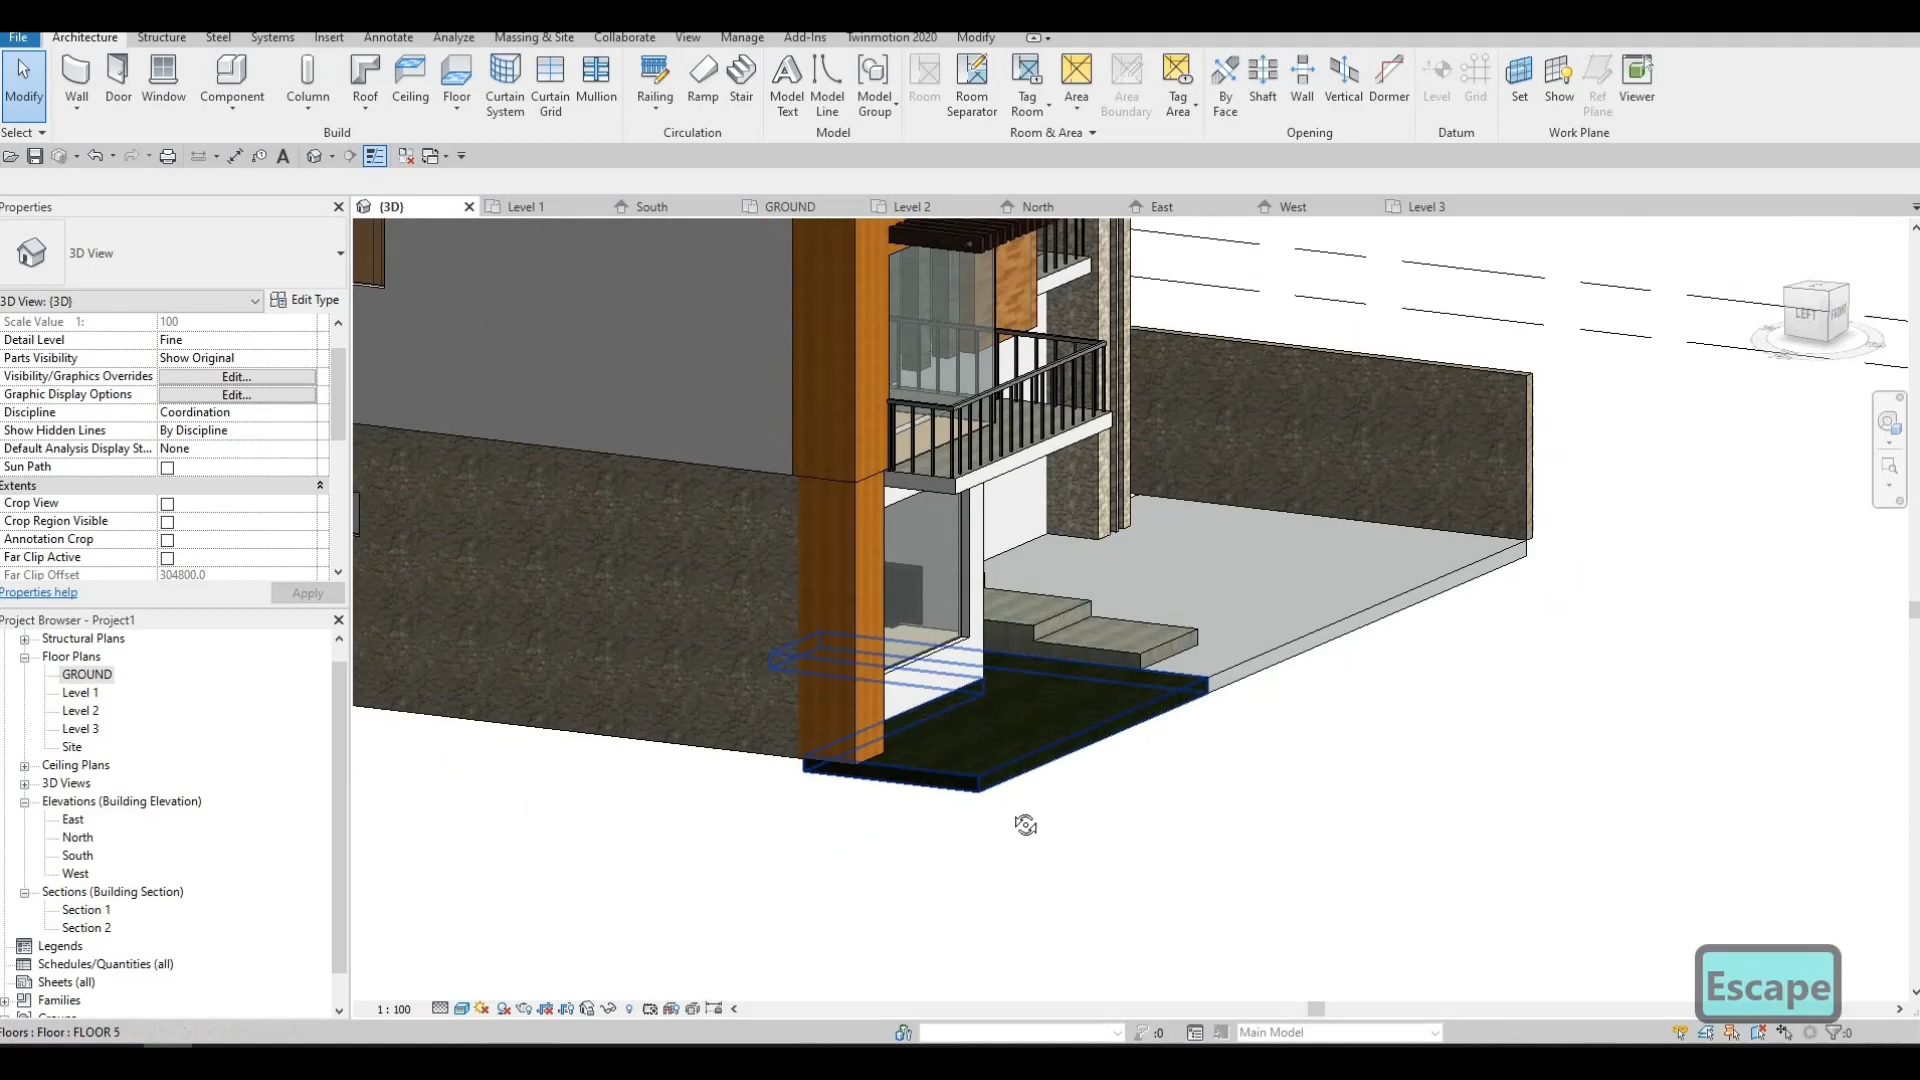 File Architecture Structure Steel Systems Insert Annotate Analyze Massing & Site Collaborate View Manage Add-Ins Twinmotion 2020 Modify
Modify Wall Door Window Component Column Roof Ceiling Floor Curtain System Curtain Grid Mullion Railing Ramp Stair Model Text Model Line Model Group Room Room Separator Tag Room Area Area Boundary Tag Area By Face Shaft Wall Vertical Dormer Level Grid Set Show Ref Plane Viewer
Select Build Circulation Model Room & Area Opening Datum Work Plane
Properties {3D} Level 1 South GROUND Level 2 North East West Level 3
3D View
3D View: {3D} Edit Type
Scale Value 1: 100
Detail Level Fine
Parts Visibility Show Original
Visibility/Graphics Overrides Edit...
Graphic Display Options Edit...
Discipline Coordination
Show Hidden Lines By Discipline
Default Analysis Display St... None
Sun Path
Extents
Crop View
Crop Region Visible
Annotation Crop
Far Clip Active
Far Clip Offset 304800.0
Properties help Apply
Project Browser - Project1
Structural Plans
Floor Plans
GROUND
Level 1
Level 2
Level 3
Site
Ceiling Plans
3D Views
Elevations (Building Elevation)
East
North
South
West
Sections (Building Section)
Section 1
Section 2
Legends
Schedules/Quantities (all)
Sheets (all)
Families
LEFT FRONT
Escape
1 : 100
Floors : Floor : FLOOR 5 :0 Main Model :0